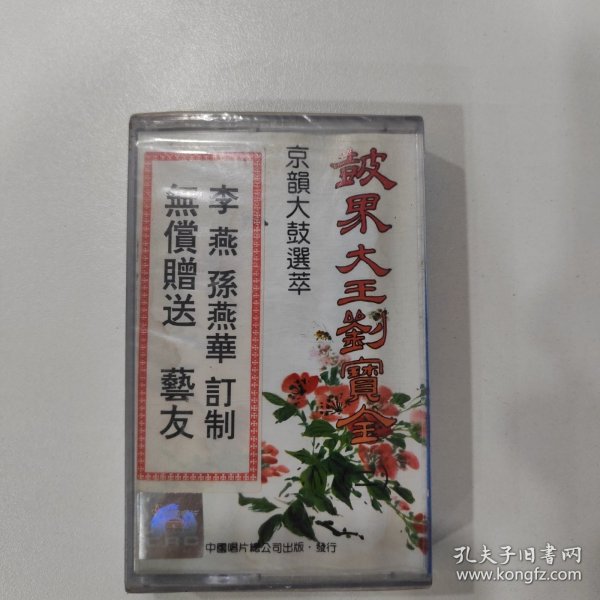 鼓界大王劉寶全
京韻大鼓選萃
李燕 孫燕華 訂制
無償贈送 藝友
CRC
中國唱片總公司出版·發行
孔夫子旧书网
www.kongfz.com